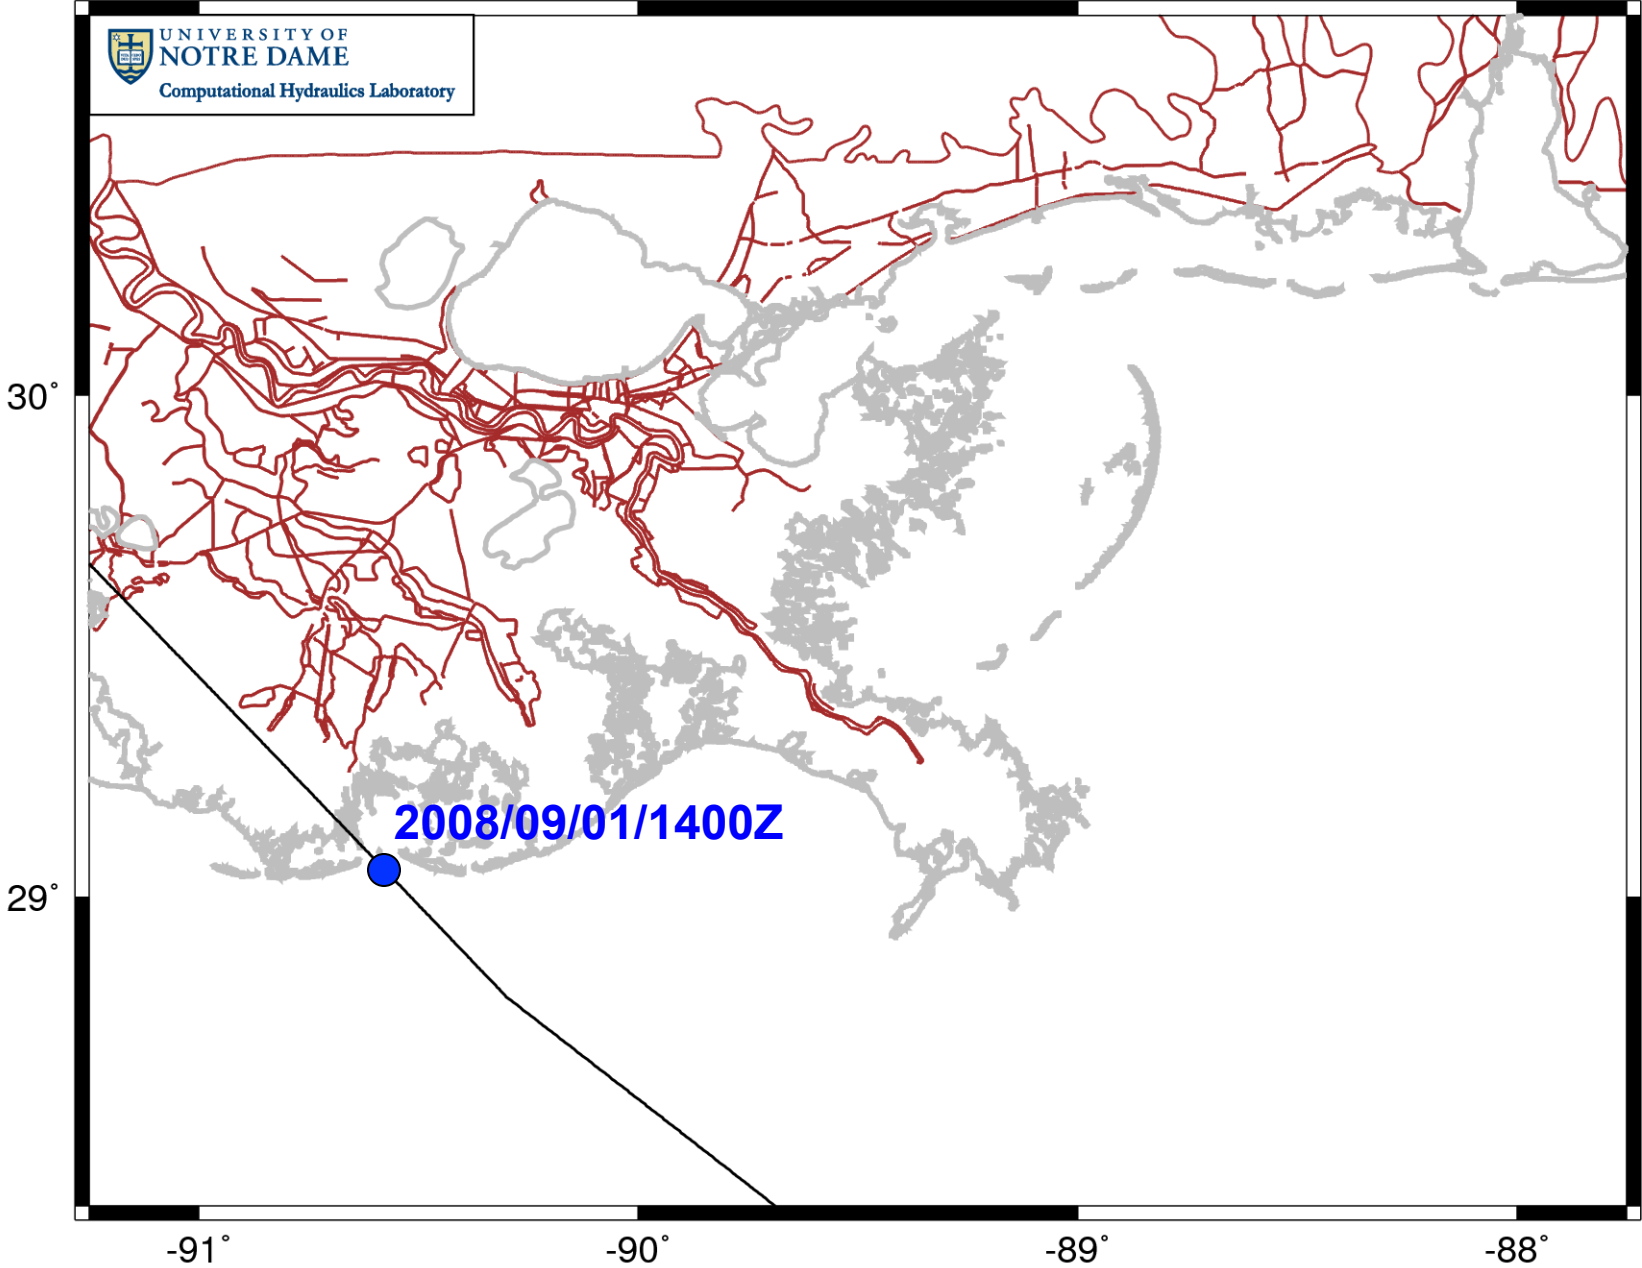 UNIVERSITY OF
NOTRE DAME
Computational Hydraulics Laboratory
30°
2008/09/01/1400Z
29°
-91° -90° -89° -88°